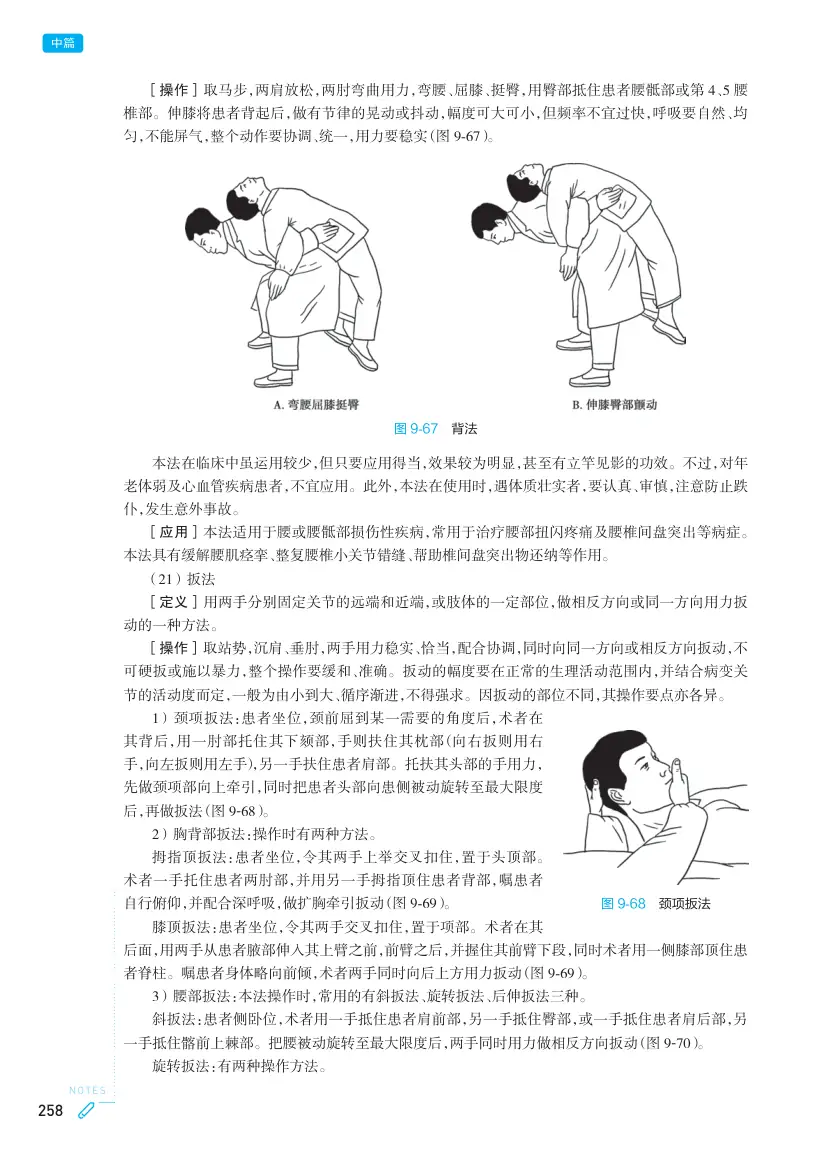 中篇
［操作］取马步,两肩放松,两肘弯曲用力,弯腰、屈膝、挺臀,用臀部抵住患者腰骶部或第 4、5 腰
椎部。伸膝将患者背起后,做有节律的晃动或抖动,幅度可大可小,但频率不宜过快,呼吸要自然、均
匀,不能屏气,整个动作要协调、统一,用力要稳实(图 9-67)。
A. 弯腰屈膝挺臀
B. 伸膝臀部颤动
图 9-67 背法
本法在临床中虽运用较少,但只要应用得当,效果较为明显,甚至有立竿见影的功效。不过,对年
老体弱及心血管疾病患者,不宜应用。此外,本法在使用时,遇体质壮实者,要认真、审慎,注意防止跌
仆,发生意外事故。
［应用］本法适用于腰或腰骶部损伤性疾病,常用于治疗腰部扭闪疼痛及腰椎间盘突出等病症。
本法具有缓解腰肌痉挛、整复腰椎小关节错缝、帮助椎间盘突出物还纳等作用。
（21）扳法
［定义］用两手分别固定关节的远端和近端,或肢体的一定部位,做相反方向或同一方向用力扳
动的一种方法。
［操作］取站势,沉肩、垂肘,两手用力稳实、恰当,配合协调,同时向同一方向或相反方向扳动,不
可硬扳或施以暴力,整个操作要缓和、准确。扳动的幅度要在正常的生理活动范围内,并结合病变关
节的活动度而定,一般为由小到大、循序渐进,不得强求。因扳动的部位不同,其操作要点亦各异。
1）颈项扳法:患者坐位,颈前屈到某一需要的角度后,术者在
其背后,用一肘部托住其下颏部,手则扶住其枕部(向右扳则用右
手,向左扳则用左手),另一手扶住患者肩部。托扶其头部的手用力,
先做颈项部向上牵引,同时把患者头部向患侧被动旋转至最大限度
后,再做扳法(图 9-68)。
2）胸背部扳法:操作时有两种方法。
拇指顶扳法:患者坐位,令其两手上举交叉扣住,置于头顶部。
术者一手托住患者两肘部,并用另一手拇指顶住患者背部,嘱患者
自行俯仰,并配合深呼吸,做扩胸牵引扳动(图 9-69)。
图 9-68 颈项扳法
膝顶扳法:患者坐位,令其两手交叉扣住,置于项部。术者在其
后面,用两手从患者腋部伸入其上臂之前,前臂之后,并握住其前臂下段,同时术者用一侧膝部顶住患
者脊柱。嘱患者身体略向前倾,术者两手同时向后上方用力扳动(图 9-69)。
3）腰部扳法:本法操作时,常用的有斜扳法、旋转扳法、后伸扳法三种。
斜扳法:患者侧卧位,术者用一手抵住患者肩前部,另一手抵住臀部,或一手抵住患者肩后部,另
一手抵住髂前上棘部。把腰被动旋转至最大限度后,两手同时用力做相反方向扳动(图 9-70)。
旋转扳法:有两种操作方法。
NOTES
258